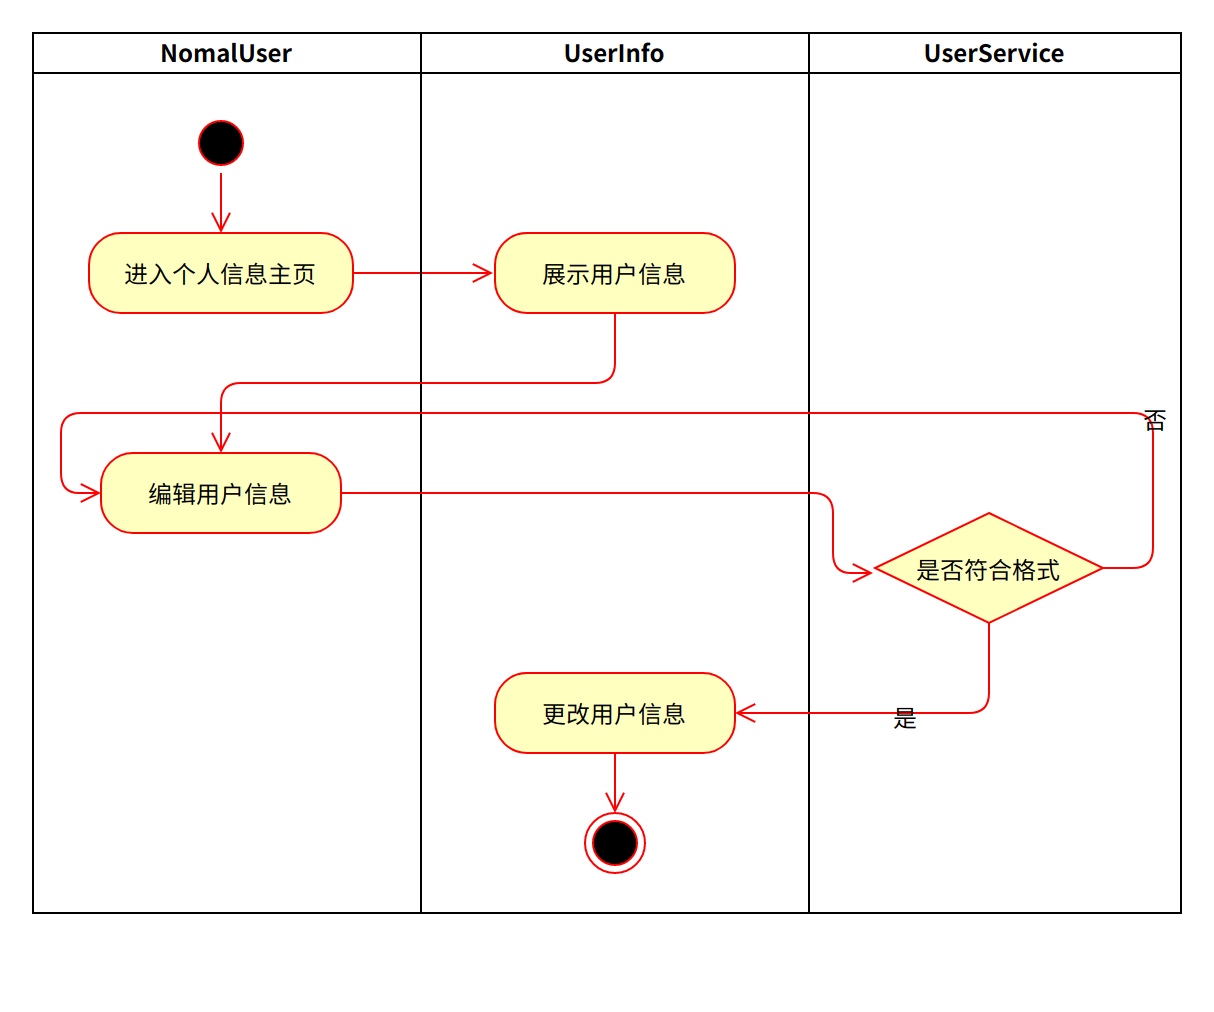 NomalUser
UserInfo
UserService
进入个人信息主页
展示用户信息
否
编辑用户信息
是否符合格式
更改用户信息
是